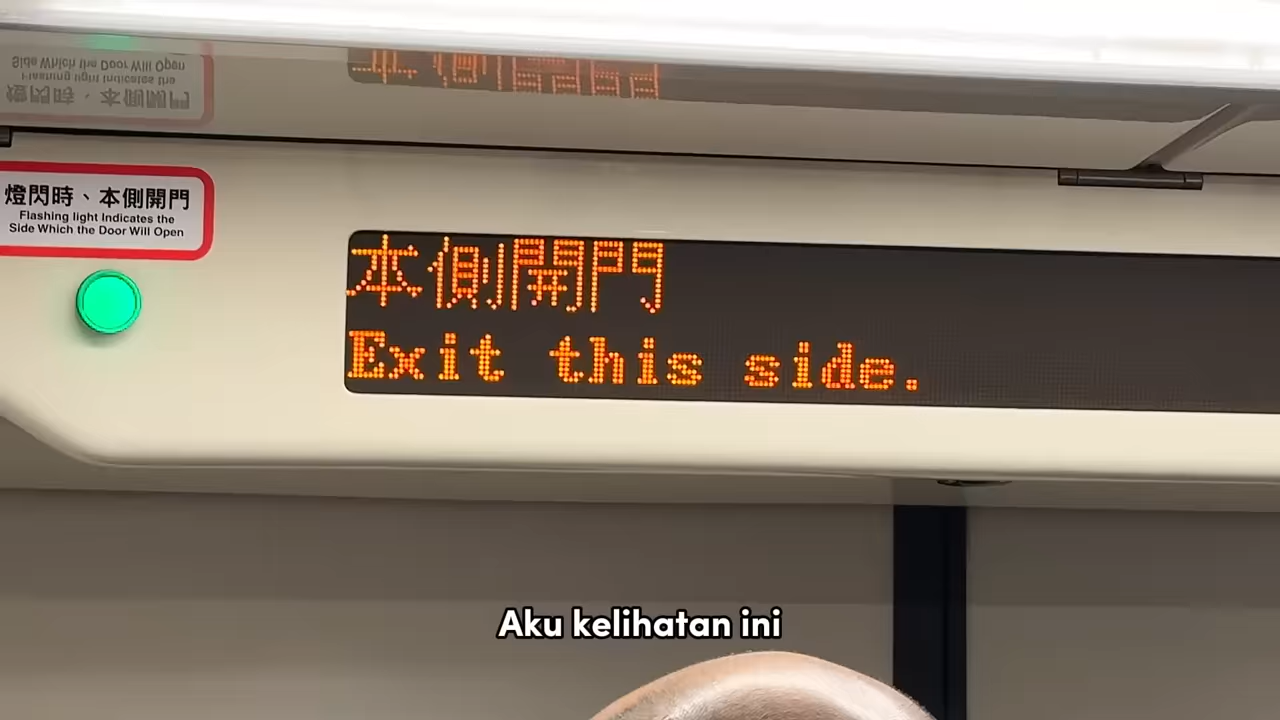 燈閃時、本側開門
Flashing light Indicates the
Side Which the Door Will Open
本側開門
Exit this side.
Aku kelihatan ini